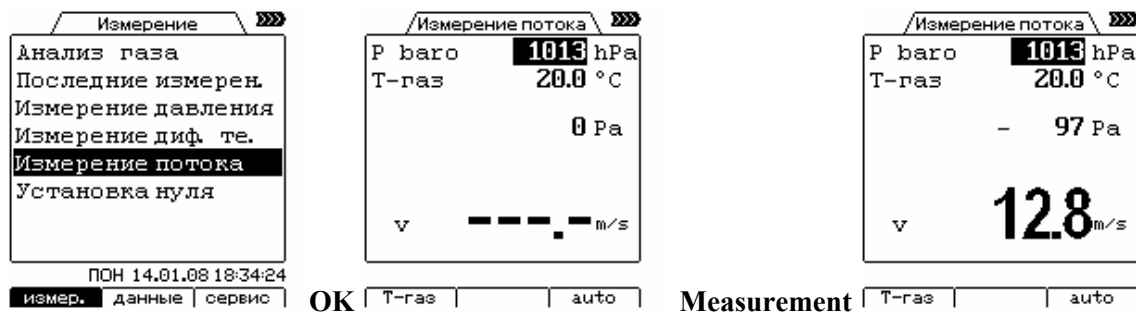 Измерение
Анализ газа
Последние измерен.
Измерение давления
Измерение диф. те.
Измерение потока
Установка нуля
ПОН 14.01.08 18:34:24
измер. данные сервис
OK
Измерение потока
P baro 1013 hPa
T-газ 20.0 °C
0 Pa
v ---.- m/s
T-газ auto
Measurement
Измерение потока
P baro 1013 hPa
T-газ 20.0 °C
- 97 Pa
v 12.8 m/s
T-газ auto